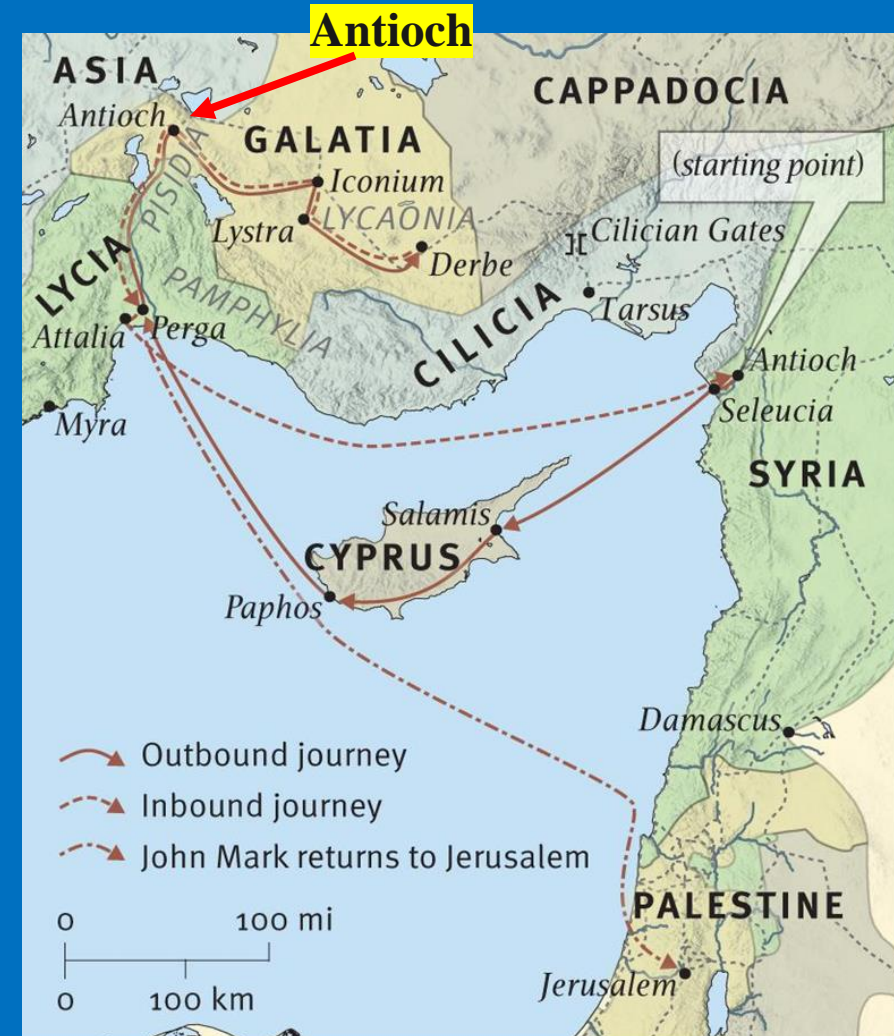 Antioch
ASIA
Antioch
CAPPADOCIA
GALATIA
(starting point)
PISIDIA
Iconium
LYCAONIA
Lystra
Cilician Gates
Derbe
LYCIA
PAMPHYLIA
CILICIA
Tarsus
Attalia
Perga
Antioch
Seleucia
Myra
SYRIA
Salamis
CYPRUS
Paphos
Damascus
Outbound journey
Inbound journey
John Mark returns to Jerusalem
PALESTINE
0 100 mi
0 100 km
Jerusalem